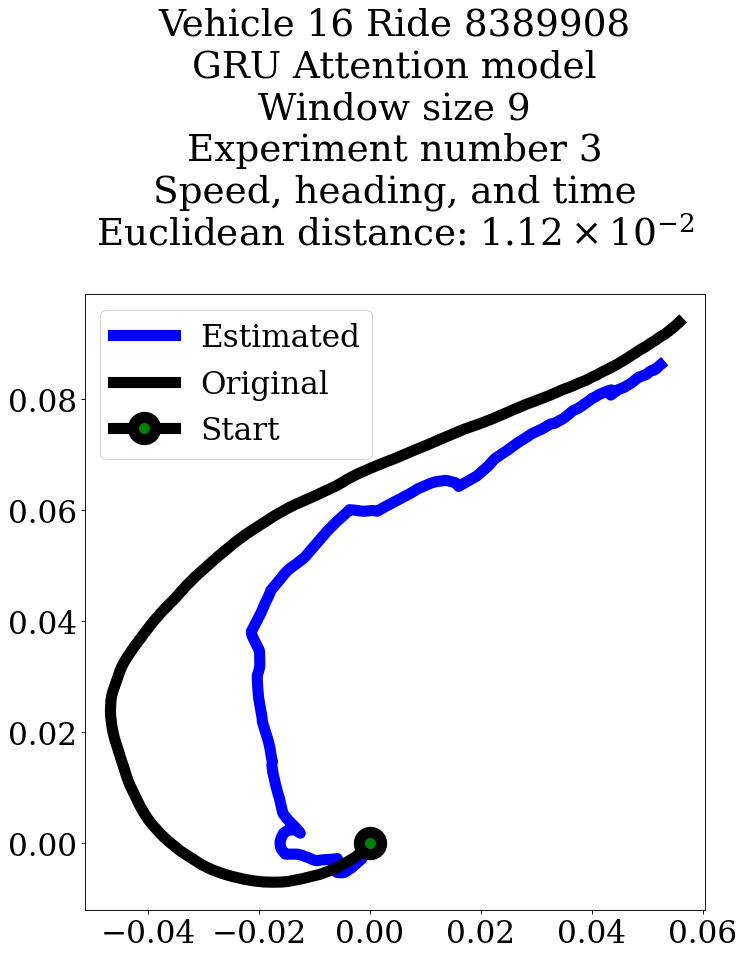 Vehicle 16 Ride 8389908
GRU Attention model
Window size 9
Experiment number 3
Speed, heading, and time
Euclidean distance: 1.12 × 10⁻²
Estimated
Original
Start
0.08
0.06
0.04
0.02
0.00
−0.04 −0.02 0.00 0.02 0.04 0.06